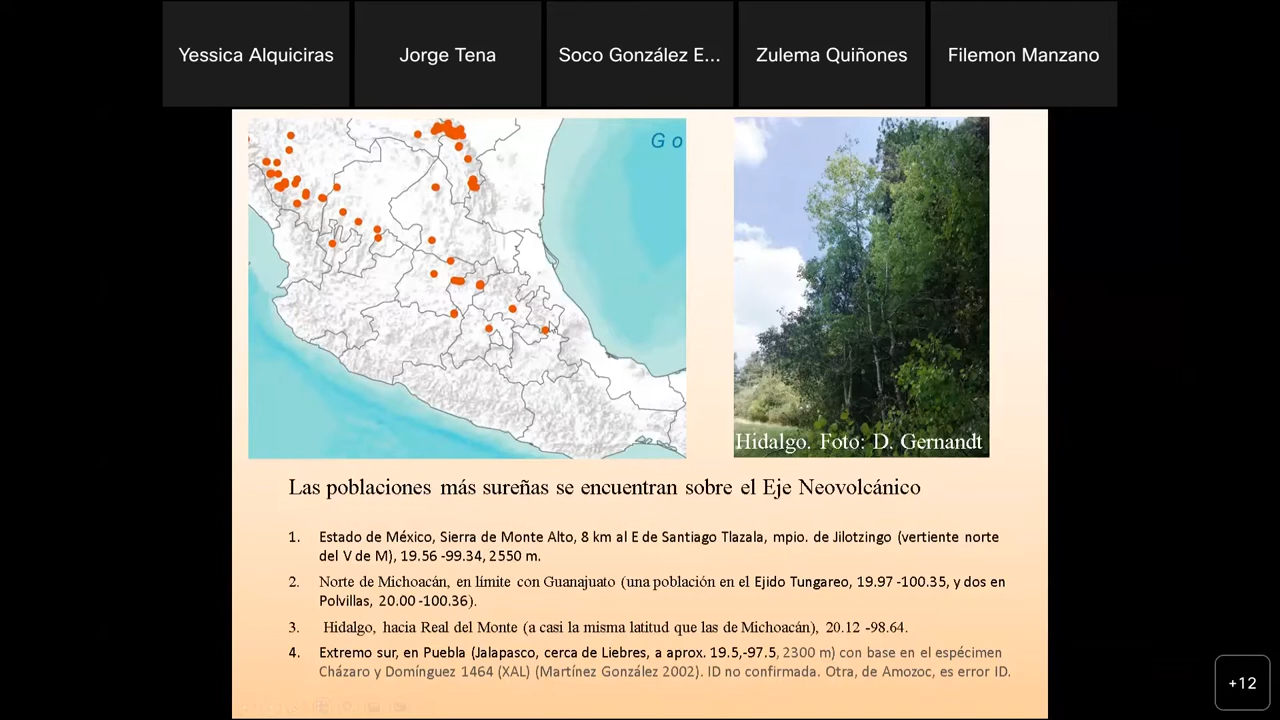 Yessica Alquiciras
Jorge Tena
Soco González E...
Zulema Quiñones
Filemon Manzano
G o
Hidalgo. Foto: D. Gernandt
Las poblaciones más sureñas se encuentran sobre el Eje Neovolcánico
1. Estado de México, Sierra de Monte Alto, 8 km al E de Santiago Tlazala, mpio. de Jilotzingo (vertiente norte
del V de M), 19.56 -99.34, 2550 m.
2. Norte de Michoacán, en límite con Guanajuato (una población en el Ejido Tungareo, 19.97 -100.35, y dos en
Polvillas, 20.00 -100.36).
3. Hidalgo, hacia Real del Monte (a casi la misma latitud que las de Michoacán), 20.12 -98.64.
4. Extremo sur, en Puebla (Jalapasco, cerca de Liebres, a aprox. 19.5,-97.5, 2300 m) con base en el espécimen
Cházaro y Domínguez 1464 (XAL) (Martínez González 2002). ID no confirmada. Otra, de Amozoc, es error ID.
+12